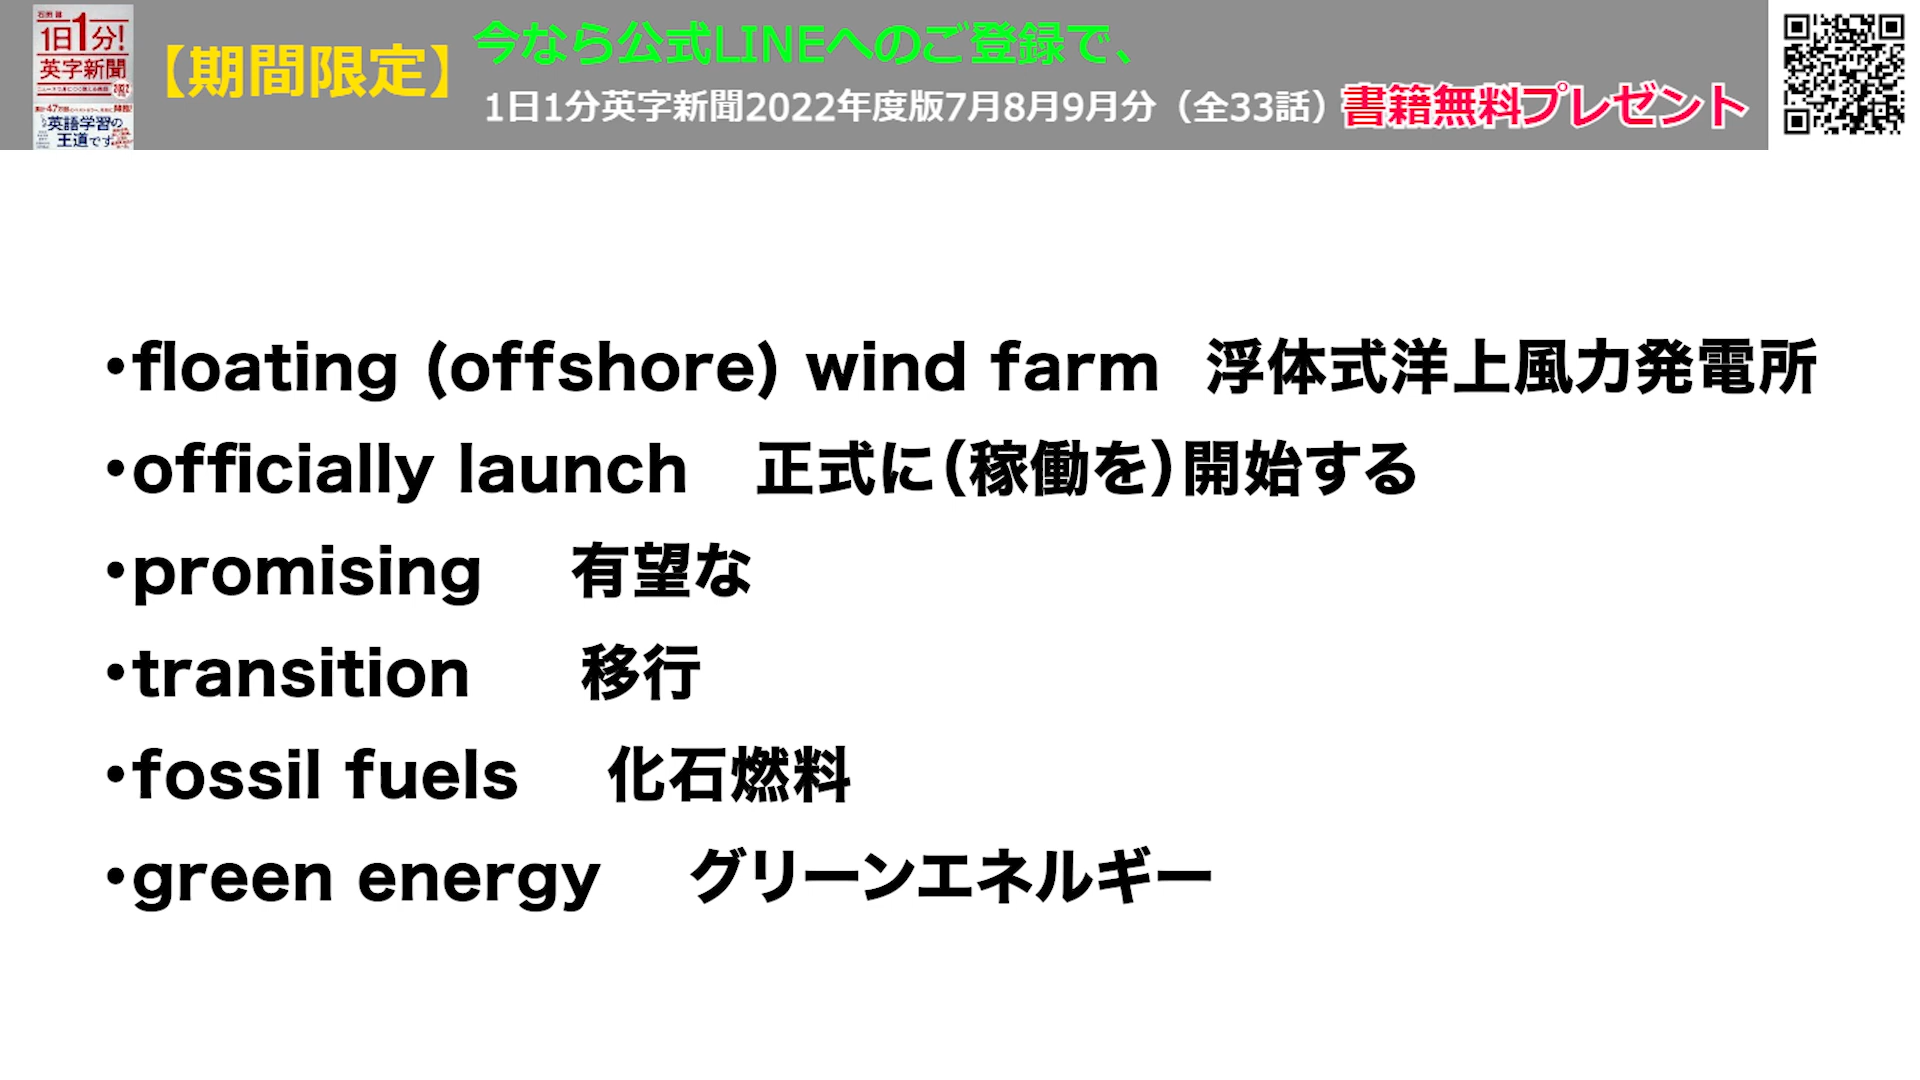 石田 健
1日1分!
英字新聞
2022
英語学習の
王道です。
【期間限定】
今なら公式LINEへのご登録で、
1日1分英字新聞2022年度版7月8月9月分（全33話）書籍無料プレゼント
・floating (offshore) wind farm 浮体式洋上風力発電所
・officially launch 正式に（稼働を）開始する
・promising 有望な
・transition 移行
・fossil fuels 化石燃料
・green energy グリーンエネルギー